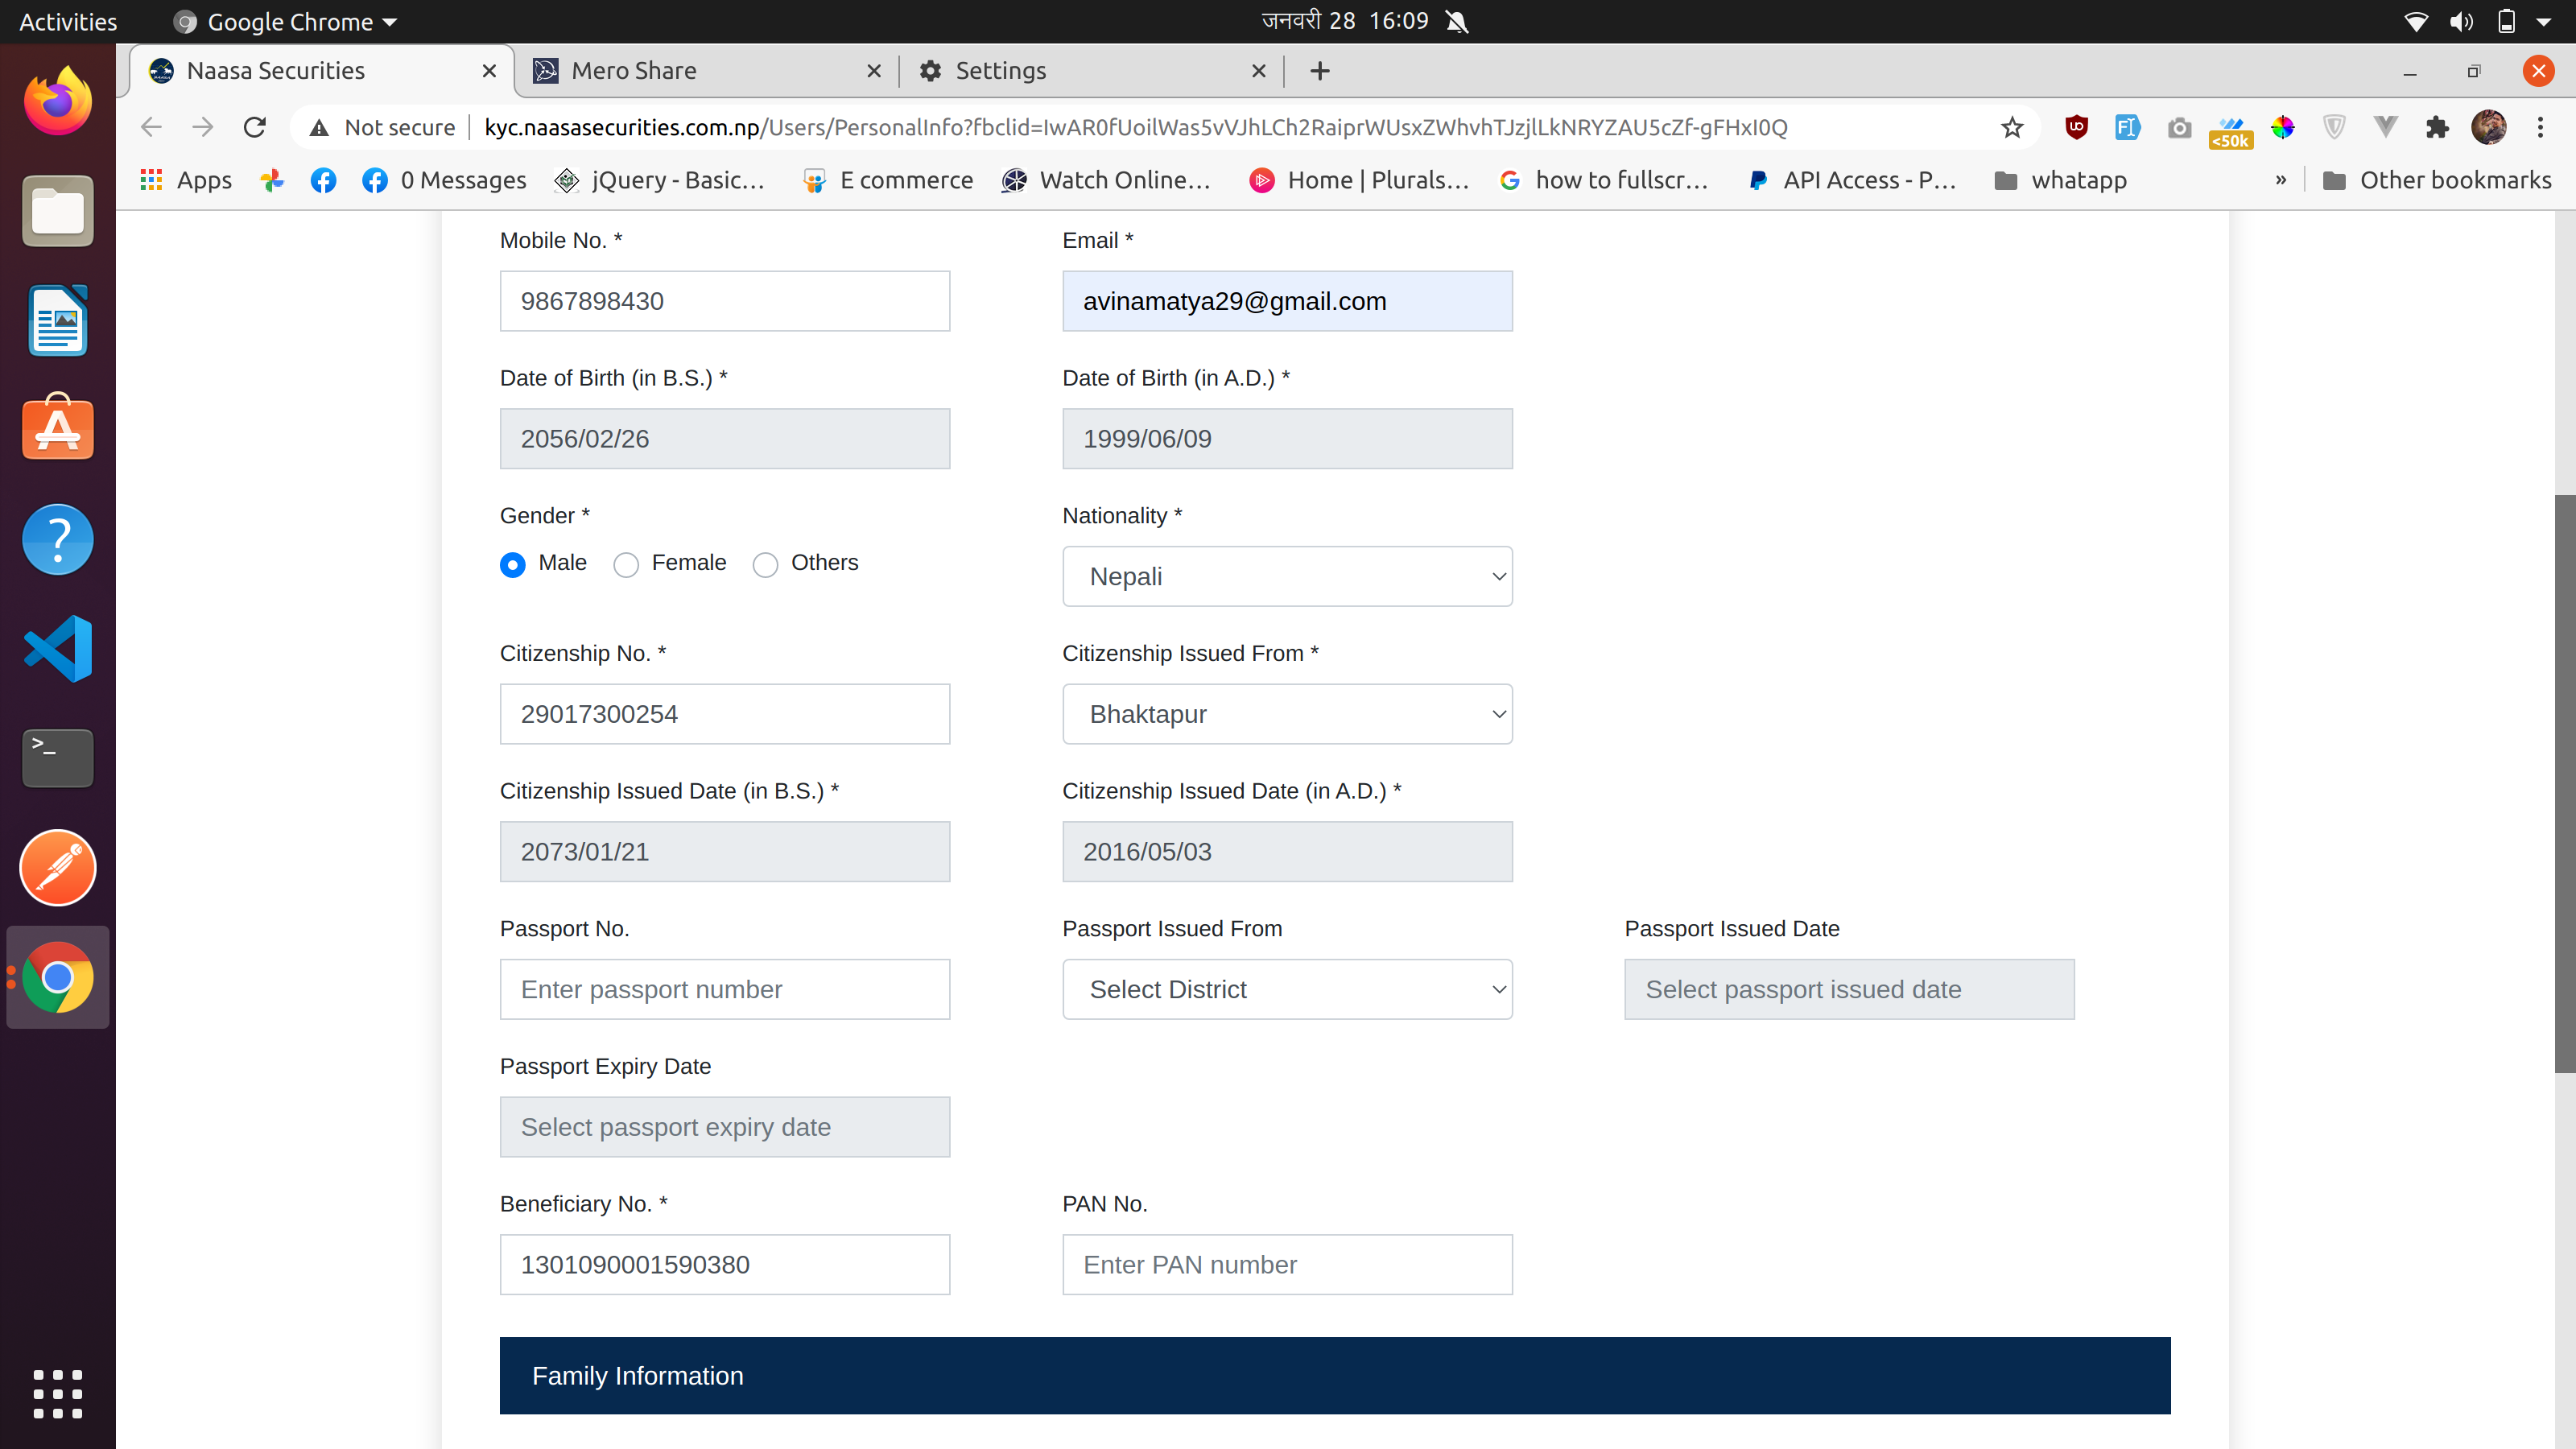 Activities Google Chrome जनवरी 28 16:09
Naasa Securities Mero Share Settings
Not secure kyc.naasasecurities.com.np/Users/PersonalInfo?fbclid=IwAR0fUoilWas5vVJhLCh2RaiprWUsxZWhvhTJzjlLkNRYZAU5cZf-gFHxI0Q <50k
Apps 0 Messages jQuery - Basic... E commerce Watch Online... Home | Plurals... how to fullscr... API Access - P... whatapp » Other bookmarks
Mobile No. * Email *
9867898430 avinamatya29@gmail.com
Date of Birth (in B.S.) * Date of Birth (in A.D.) *
2056/02/26 1999/06/09
Gender * Nationality *
Male Female Others Nepali
Citizenship No. * Citizenship Issued From *
29017300254 Bhaktapur
Citizenship Issued Date (in B.S.) * Citizenship Issued Date (in A.D.) *
2073/01/21 2016/05/03
Passport No. Passport Issued From Passport Issued Date
Enter passport number Select District Select passport issued date
Passport Expiry Date
Select passport expiry date
Beneficiary No. * PAN No.
1301090001590380 Enter PAN number
Family Information